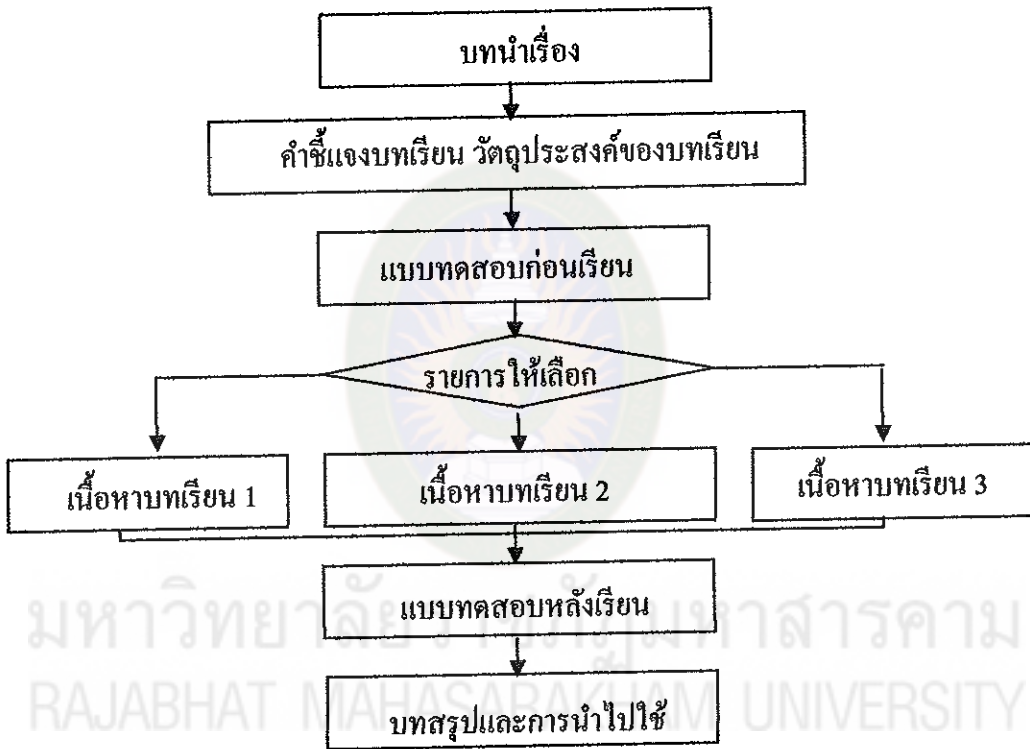 บทนำเรื่อง
คำชี้แจงบทเรียน วัตถุประสงค์ของบทเรียน
แบบทดสอบก่อนเรียน
รายการให้เลือก
เนื้อหาบทเรียน 1
เนื้อหาบทเรียน 2
เนื้อหาบทเรียน 3
แบบทดสอบหลังเรียน
มหาวิทยาลัยราชภัฏมหาสารคาม
RAJABHAT MAHASARAKHAM UNIVERSITY
บทสรุปและการนำไปใช้